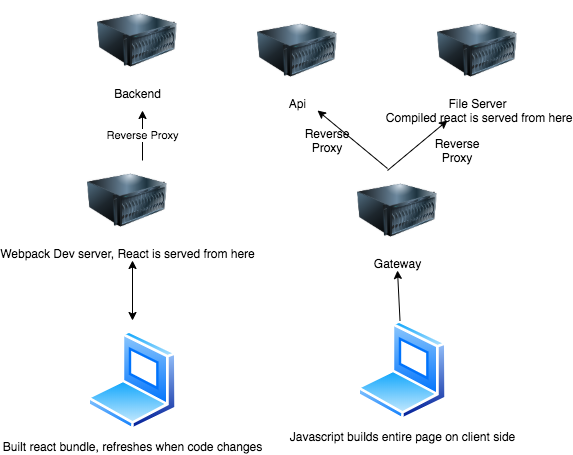 Backend
Reverse Proxy
Webpack Dev server, React is served from here
Built react bundle, refreshes when code changes
Api
File Server
Compiled react is served from here
Reverse
Proxy
Reverse
Proxy
Gateway
Javascript builds entire page on client side